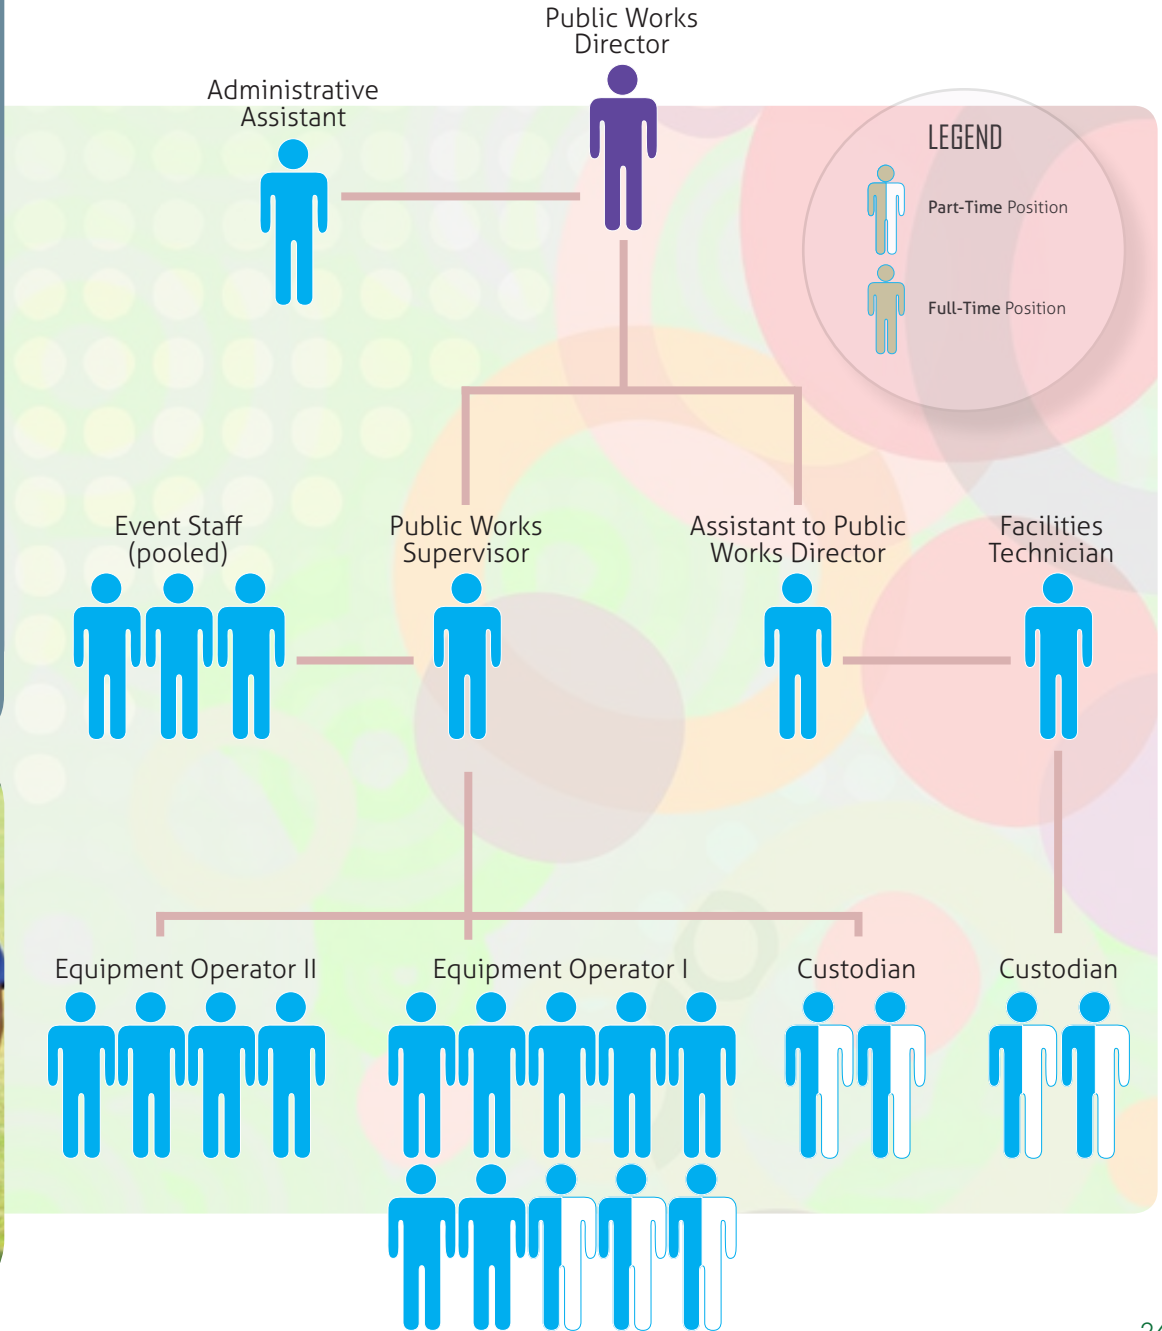 Public Works
Director
Administrative
Assistant
LEGEND
Part-Time Position
Full-Time Position
Event Staff
(pooled)
Public Works
Supervisor
Assistant to Public
Works Director
Facilities
Technician
Equipment Operator II
Equipment Operator I
Custodian
Custodian